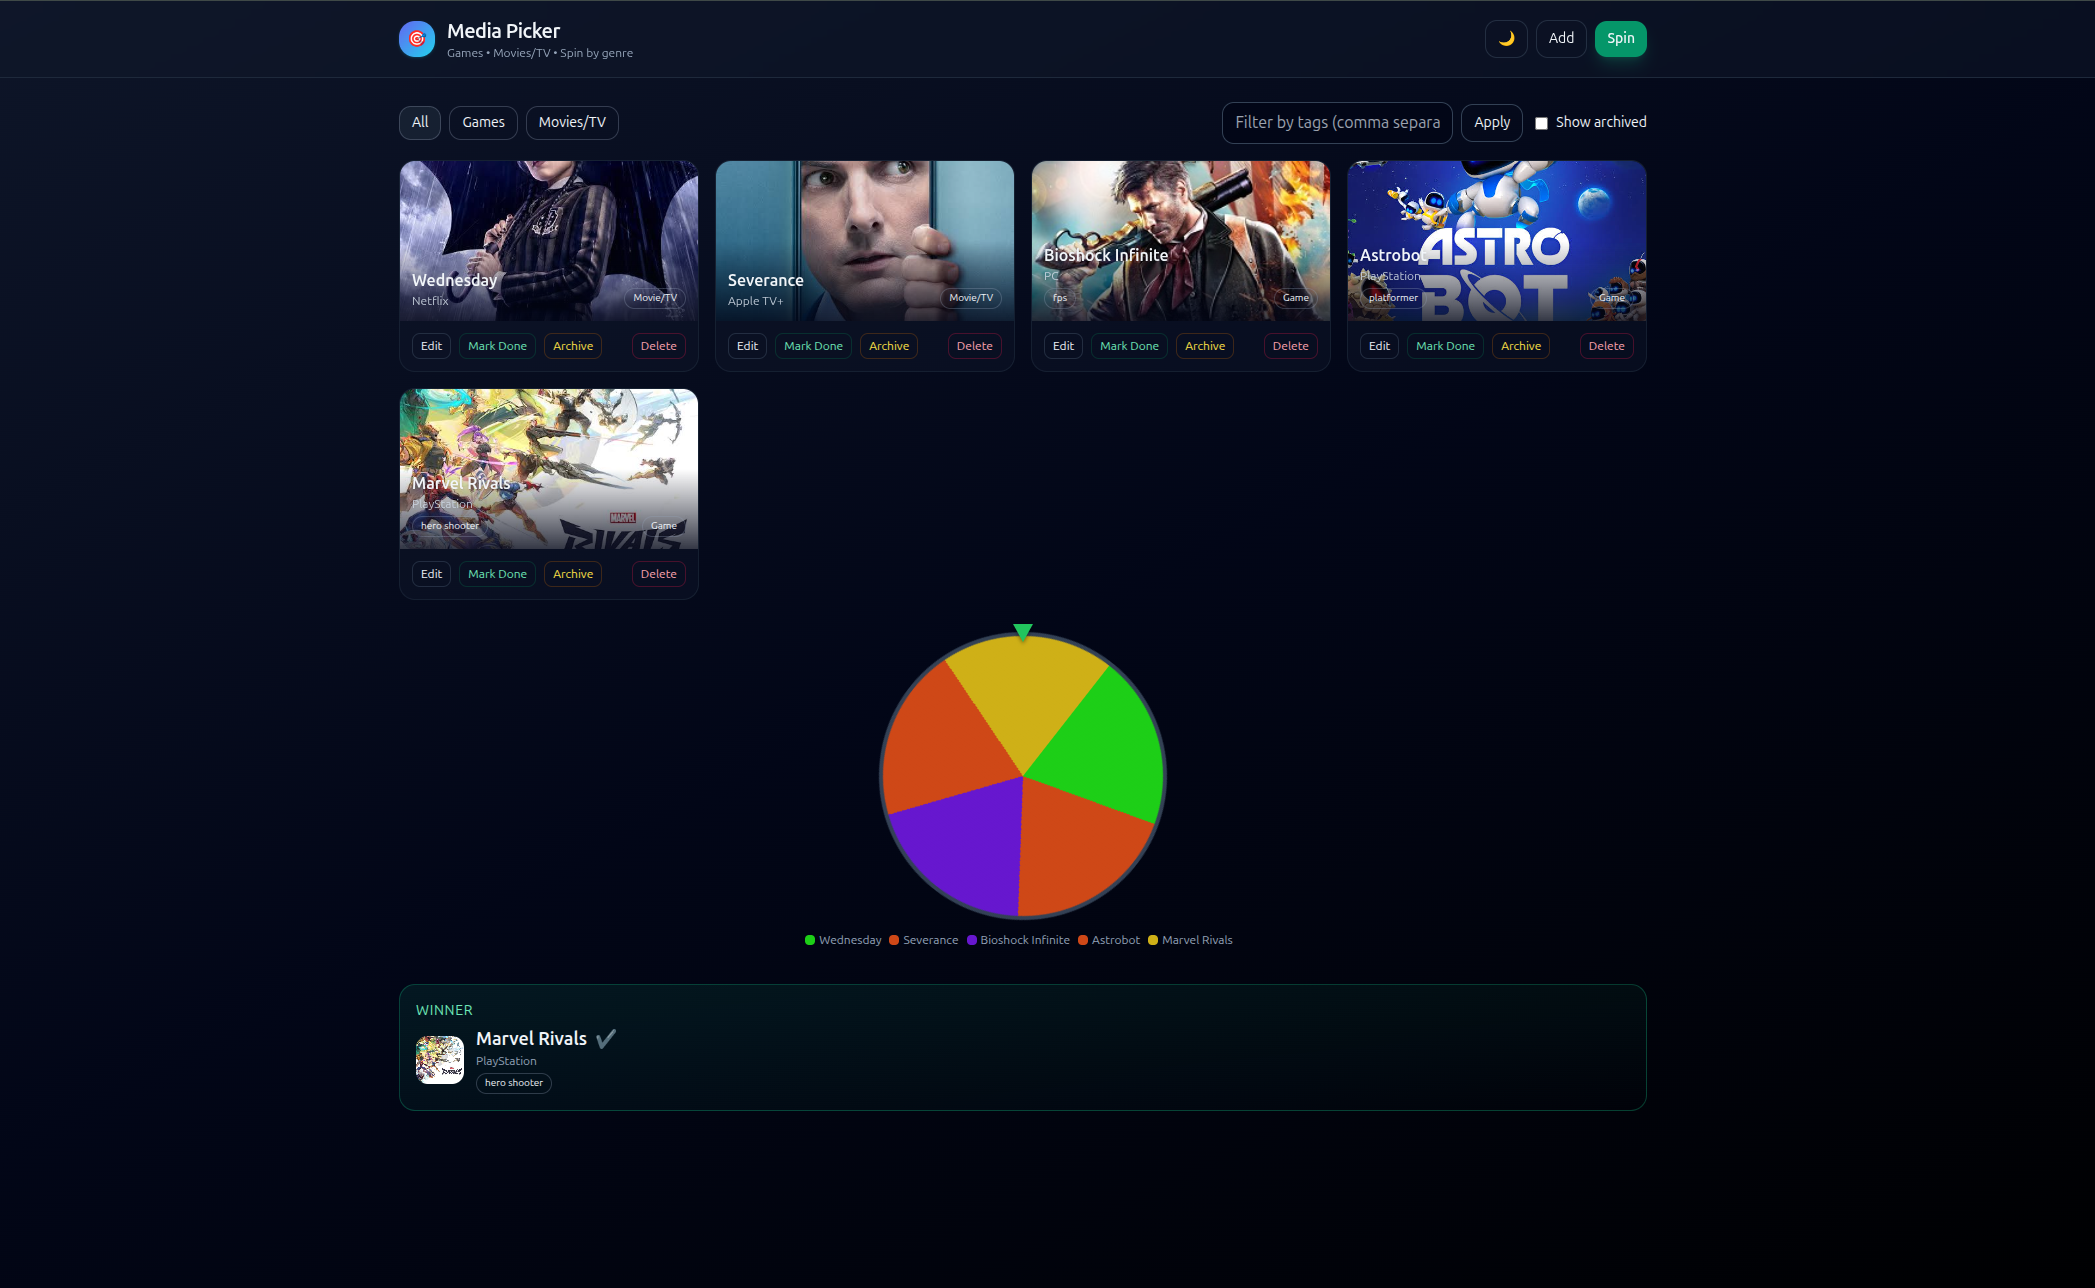 Media Picker
Games • Movies/TV • Spin by genre
Add
Spin
All
Games
Movies/TV
Filter by tags (comma separa
Apply
Show archived
Wednesday
Netflix
Movie/TV
Edit
Mark Done
Archive
Delete
Severance
Apple TV+
Movie/TV
Edit
Mark Done
Archive
Delete
Bioshock Infinite
PC
fps
Game
Edit
Mark Done
Archive
Delete
ASTRO
BOT
Astrobot
PlayStation
platformer
Game
Edit
Mark Done
Archive
Delete
Marvel Rivals
PlayStation
hero shooter
MARVEL
RIVALS
Game
Edit
Mark Done
Archive
Delete
Wednesday Severance Bioshock Infinite Astrobot Marvel Rivals
WINNER
Marvel Rivals
PlayStation
hero shooter
RIVALS